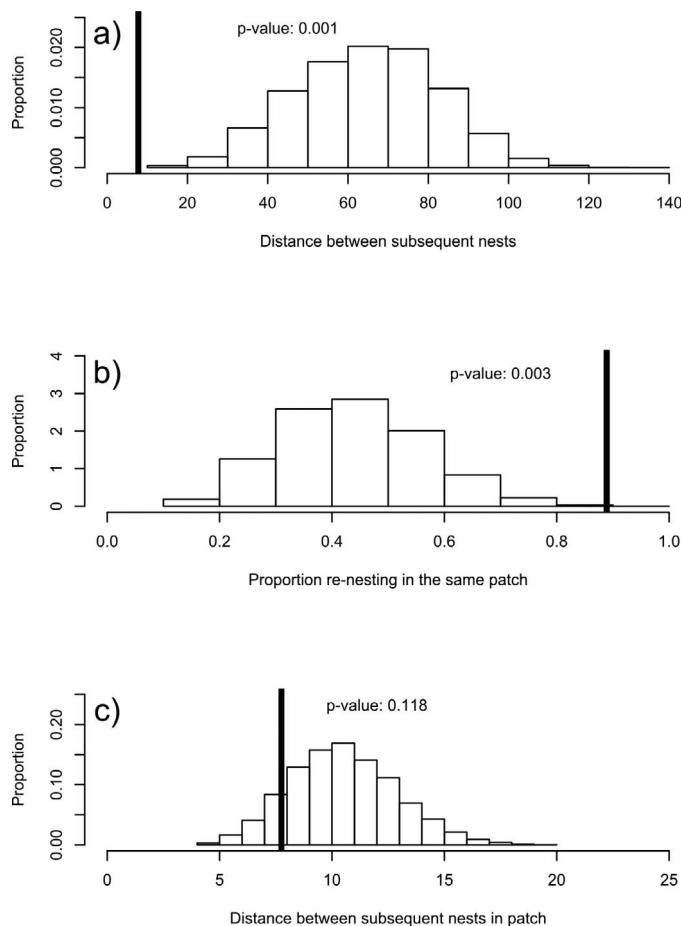 a)
p-value: 0.001
Proportion
0.000 0.010 0.020
0 20 40 60 80 100 120 140
Distance between subsequent nests
b)
p-value: 0.003
Proportion
0 1 2 3 4
0.0 0.2 0.4 0.6 0.8 1.0
Proportion re-nesting in the same patch
c)
p-value: 0.118
Proportion
0.00 0.10 0.20
0 5 10 15 20 25
Distance between subsequent nests in patch